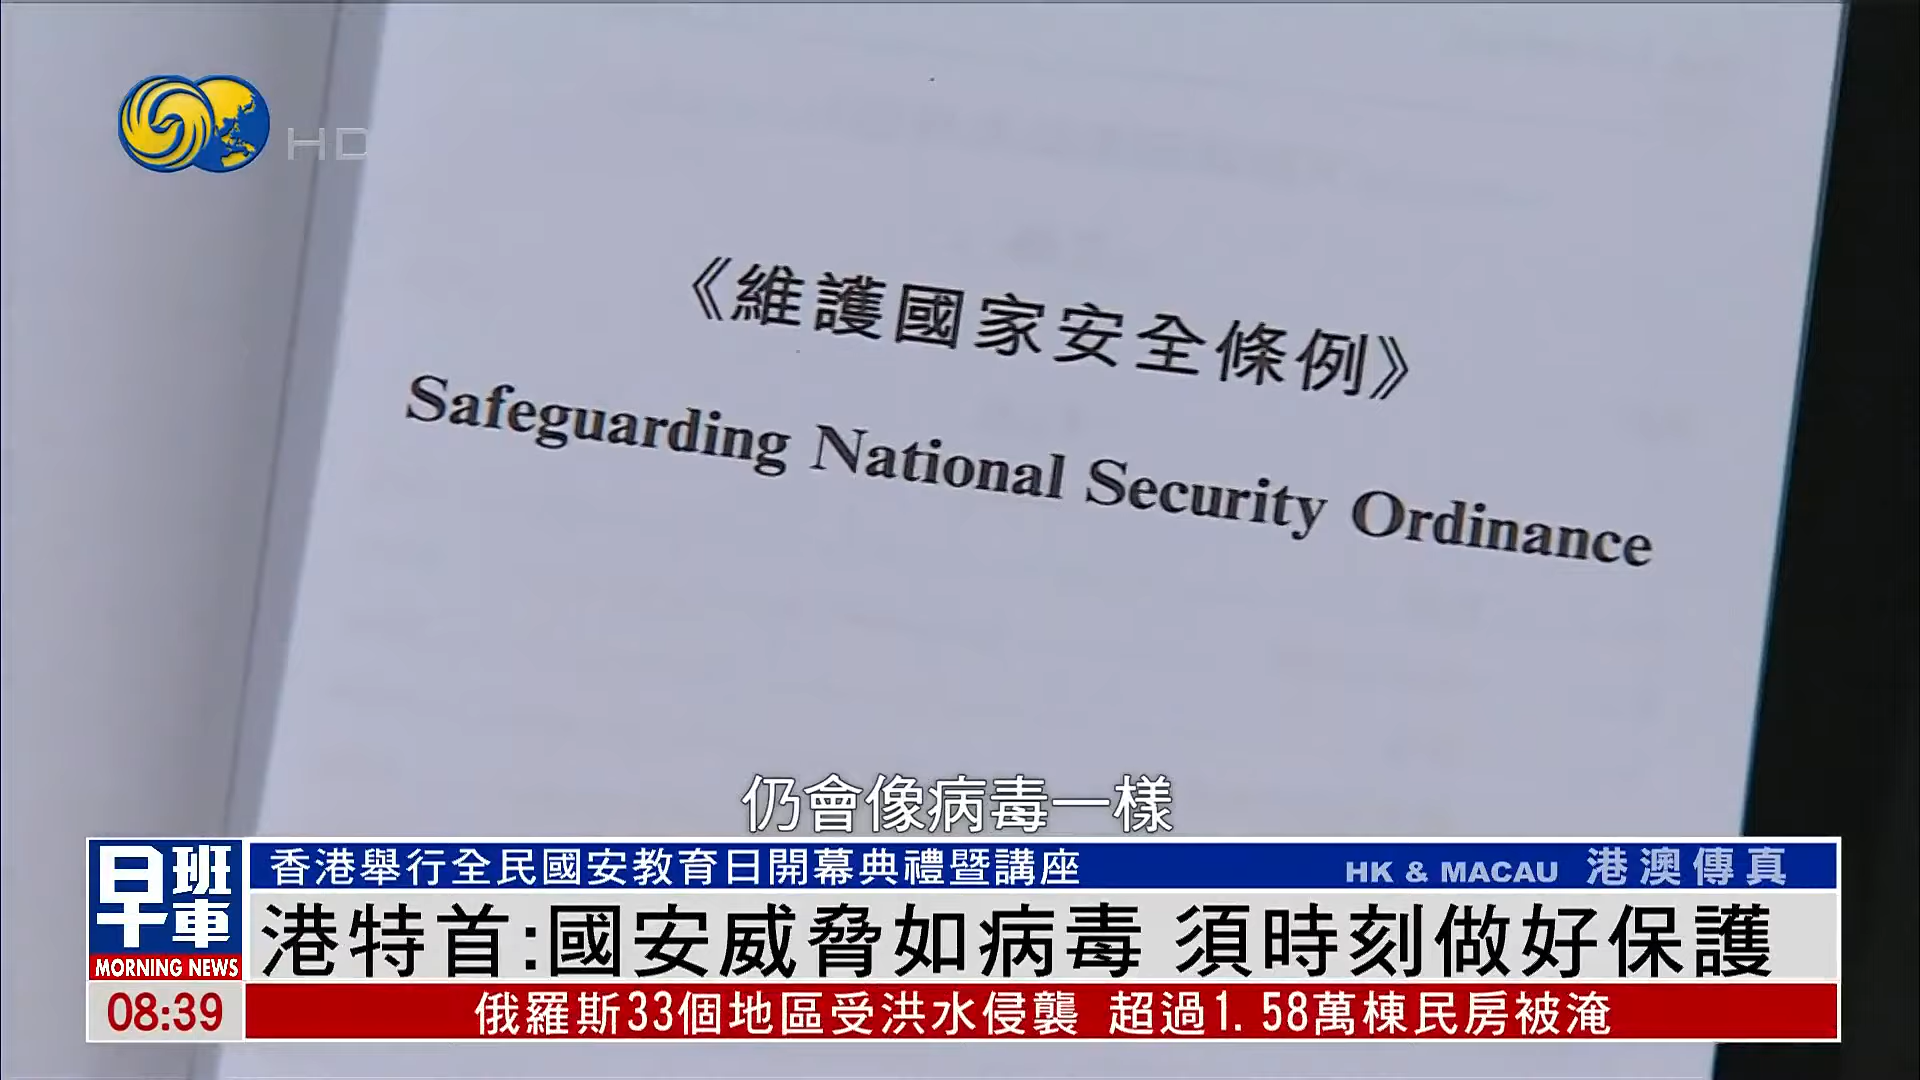 HD
《維護國家安全條例》
Safeguarding National Security Ordinance
仍會像病毒一樣
早班車
MORNING NEWS
香港舉行全民國安教育日開幕典禮暨講座
HK & MACAU 港澳傳真
港特首:國安威脅如病毒 須時刻做好保護
08:39
俄羅斯33個地區受洪水侵襲 超過1.58萬棟民房被淹